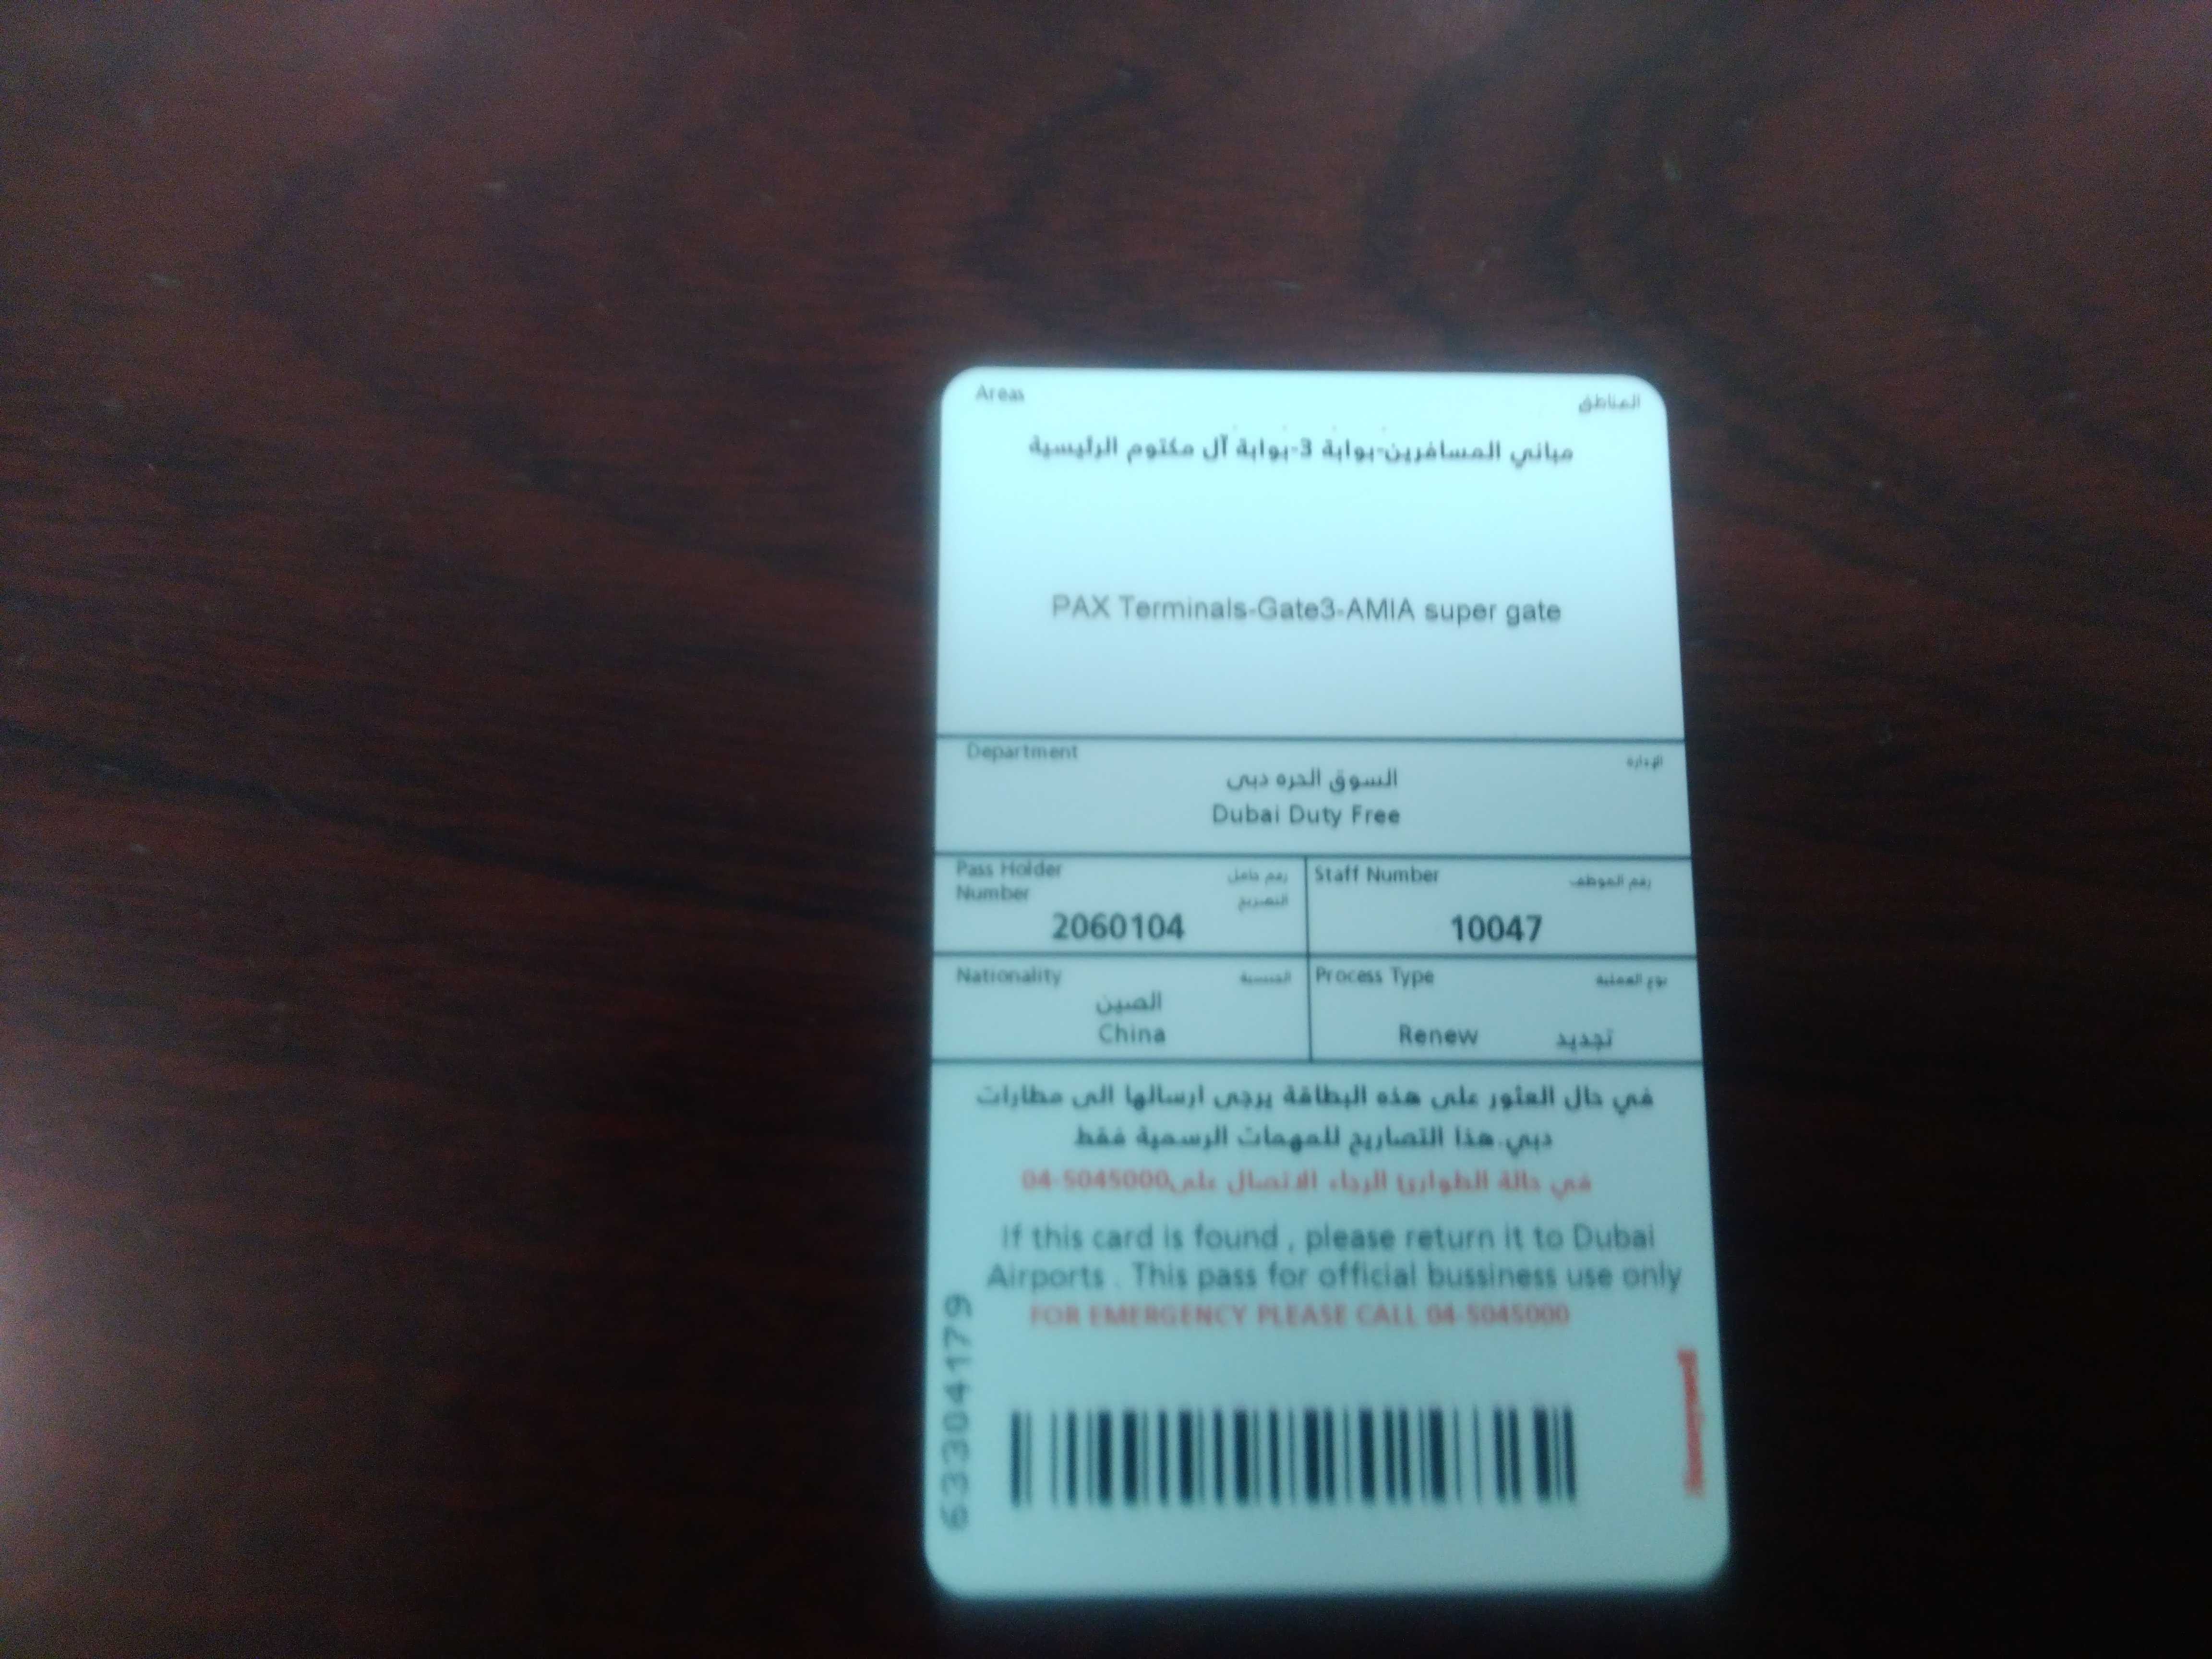 Areas المناطق
مباني المسافرين-بوابة 3-بوابة آل مكتوم الرئيسية
PAX Terminals-Gate3-AMIA super gate
Department الإدارة
السوق الحره دبى
Dubai Duty Free
Pass Holder رقم حامل
Number التصريح
2060104
Staff Number رقم الموظف
10047
Nationality الجنسية
الصين
China
Process Type نوع العملية
Renew تجديد
في حال العثور على هذه البطاقة يرجى ارسالها الى مطارات
دبي.هذا التصاريح للمهمات الرسمية فقط
في حالة الطوارئ الرجاء الاتصال على04-5045000
If this card is found , please return it to Dubai
Airports . This pass for official bussiness use only
FOR EMERGENCY PLEASE CALL 04-5045000
63304179